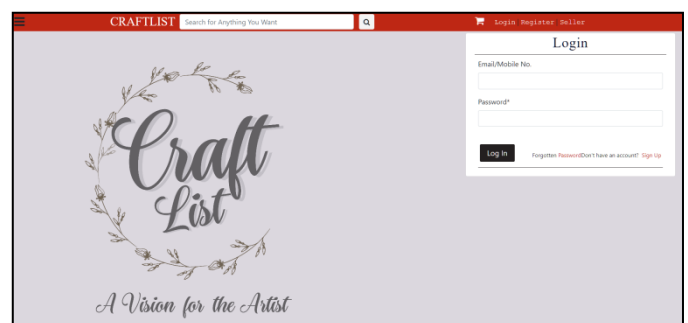 CRAFTLIST Search for Anything You Want Login Register Seller
Login
Email/Mobile No.
Password*
Log In Forgotten PasswordDon't have an account? Sign Up
Craft
List
A Vision for the Artist